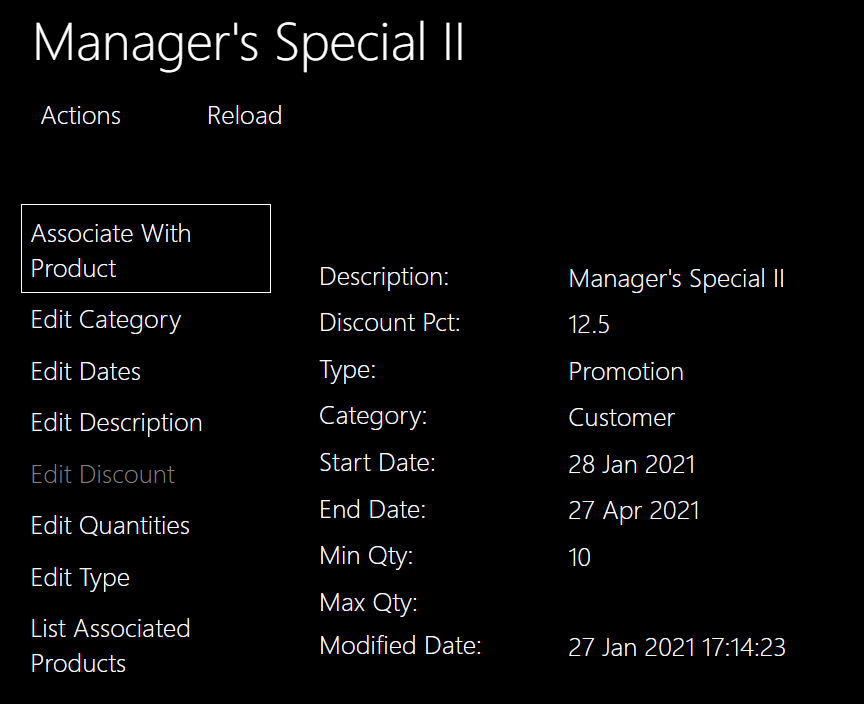 Manager's Special II
Actions Reload
Associate With
Product
Edit Category
Edit Dates
Edit Description
Edit Discount
Edit Quantities
Edit Type
List Associated
Products
Description: Manager's Special II
Discount Pct: 12.5
Type: Promotion
Category: Customer
Start Date: 28 Jan 2021
End Date: 27 Apr 2021
Min Qty: 10
Max Qty:
Modified Date: 27 Jan 2021 17:14:23